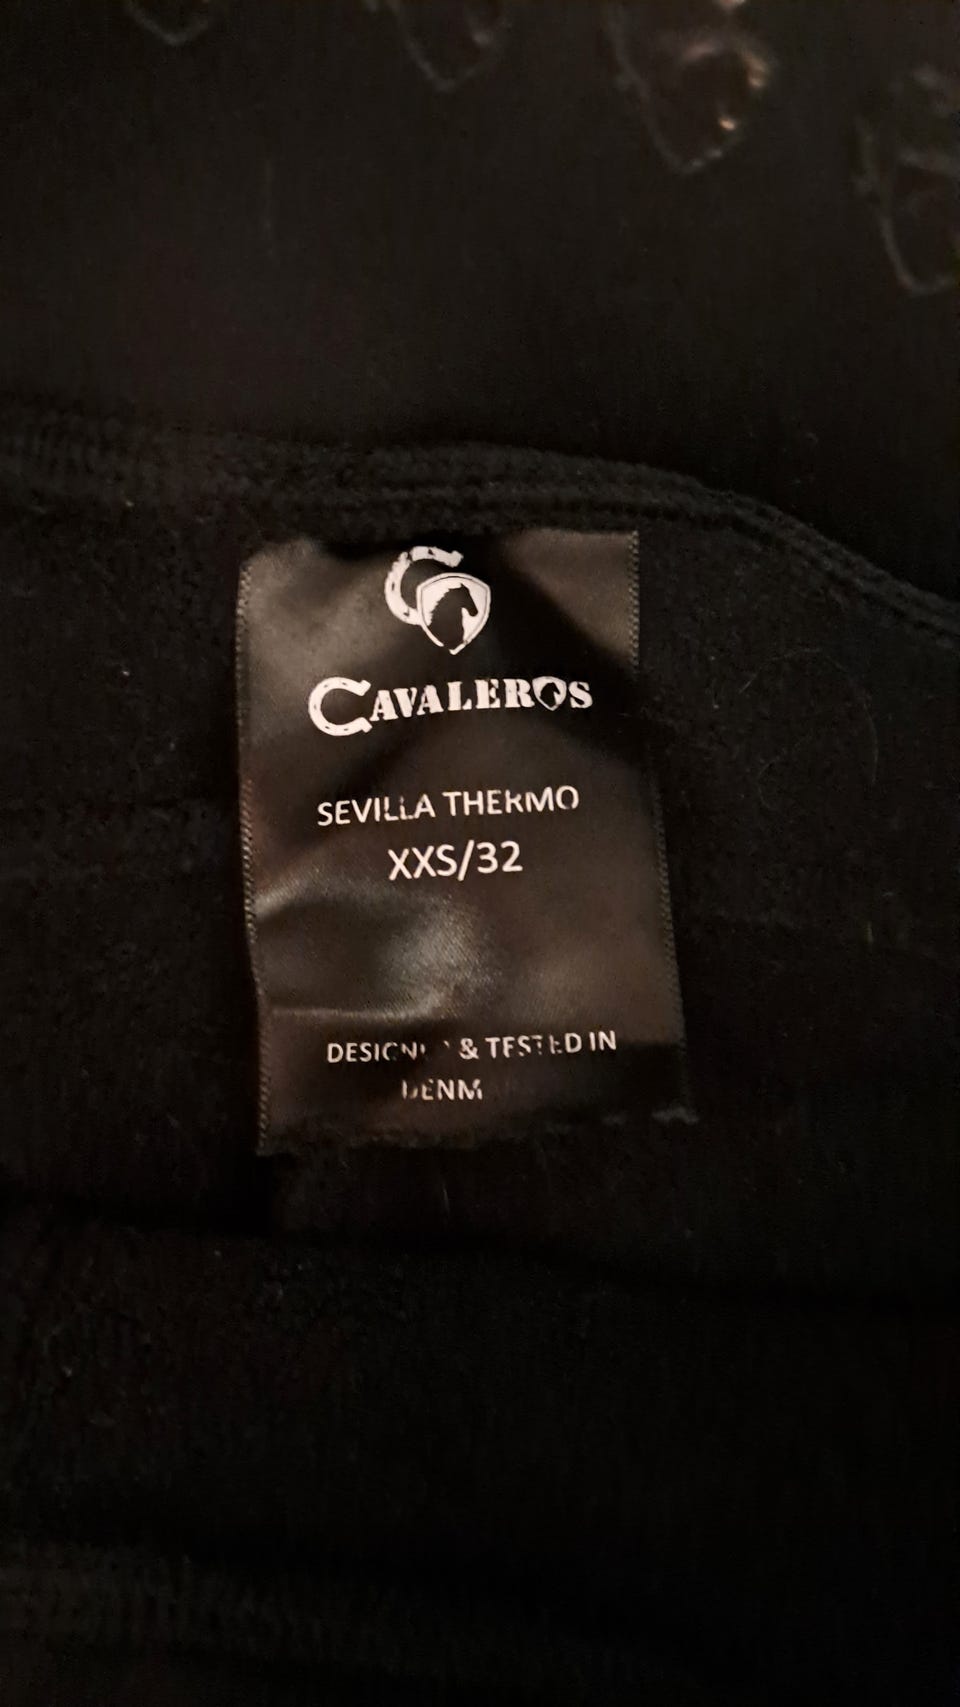 CAVALEROS
SEVILLA THERMO
XXS/32
& TESTED IN